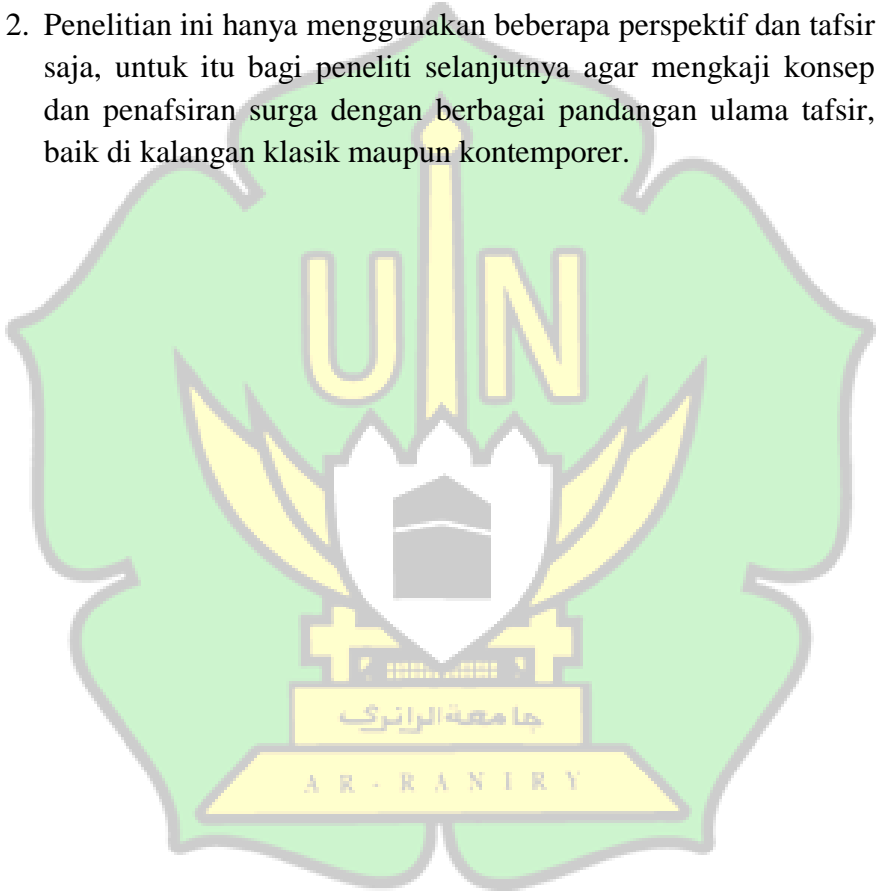 2. Penelitian ini hanya menggunakan beberapa perspektif dan tafsir
saja, untuk itu bagi peneliti selanjutnya agar mengkaji konsep
dan penafsiran surga dengan berbagai pandangan ulama tafsir,
baik di kalangan klasik maupun kontemporer.
UIN
جامعة الرانري
AR-RANIRY